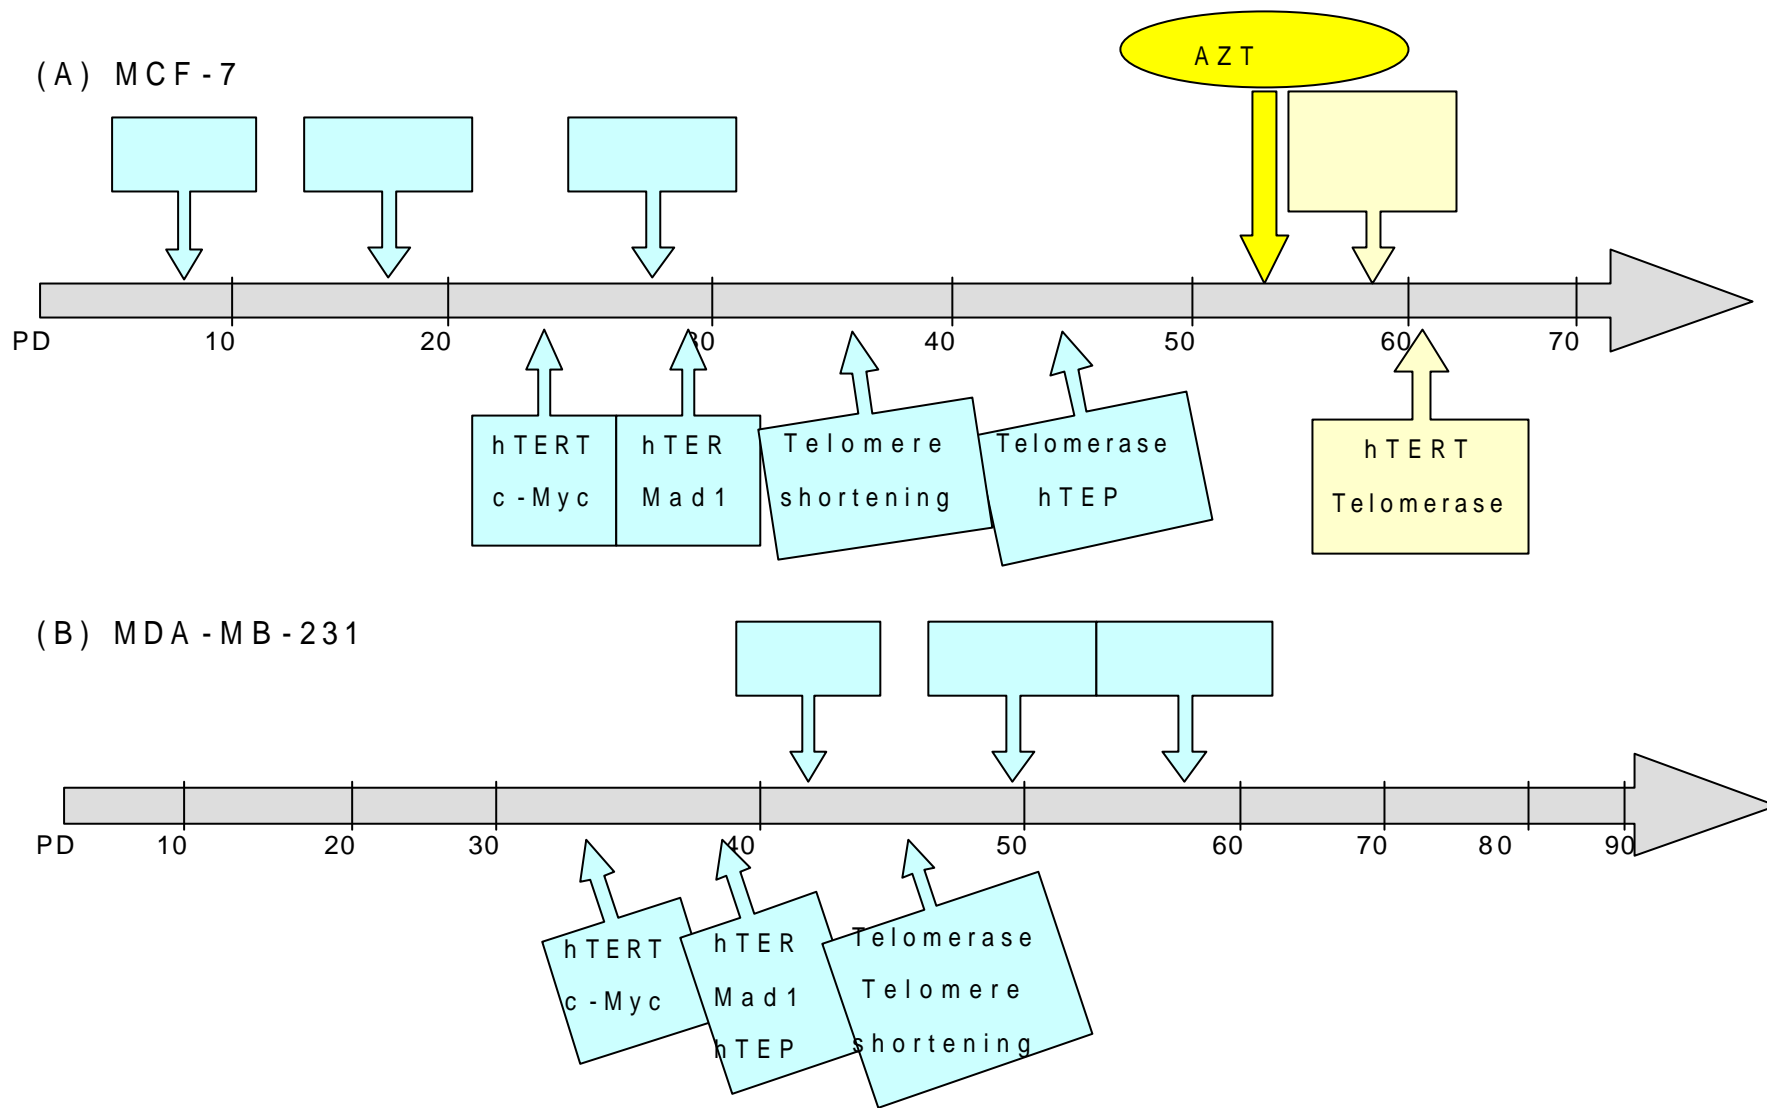 (A) MCF-7
AZT
PD 10 20 30 40 50 60 70
hTERT
c-Myc
hTER
Mad1
Telomere
shortening
Telomerase
hTEP
hTERT
Telomerase
(B) MDA-MB-231
PD 10 20 30 40 50 60 70 80 90
hTERT
c-Myc
hTER
Mad1
hTEP
Telomerase
Telomere
shortening